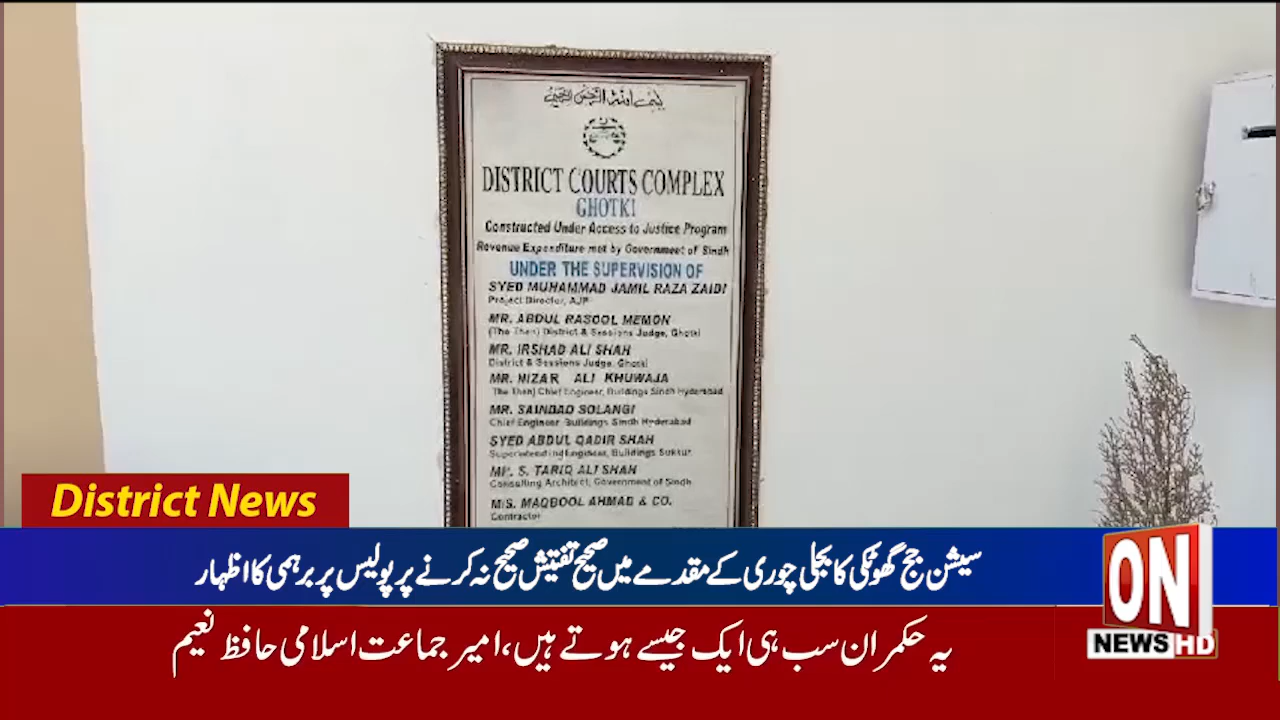 بسم الله الرحمن الرحيم
DISTRICT COURTS COMPLEX
GHOTKI
Constructed Under Access to Justice Program
Revenue Expenditure met by Government of Sindh
UNDER THE SUPERVISION OF
SYED MUHAMMAD JAMIL RAZA ZAIDI
Project Director, AJP
MR. ABDUL RASOOL MEMON
(The Then) District & Sessions Judge, Ghotki
MR. IRSHAD ALI SHAH
District & Sessions Judge, Ghotki
MR. NIZAR ALI KHUWAJA
The Then) Chief Engineer, Buildings Sindh Hyderabad
MR. SAINDAD SOLANGI
Chief Engineer, Buildings Sindh Hyderabad
SYED ABDUL QADIR SHAH
Superintending Engineer, Buildings Sukkur
MR. S. TARIQ ALI SHAH
Consulting Architect, Government of Sindh
M/S. MAQBOOL AHMAD & CO.
Contractor
District News
سیشن جج گھوٹکی کا بجلی چوری کے مقدمے میں صحیح تفتیش صحیح نہ کرنے پر پولیس پر برہمی کا اظہار
یہ حکمران سب ہی ایک جیسے ہوتے ہیں، امیر جماعت اسلامی حافظ نعیم
ON
NEWS HD